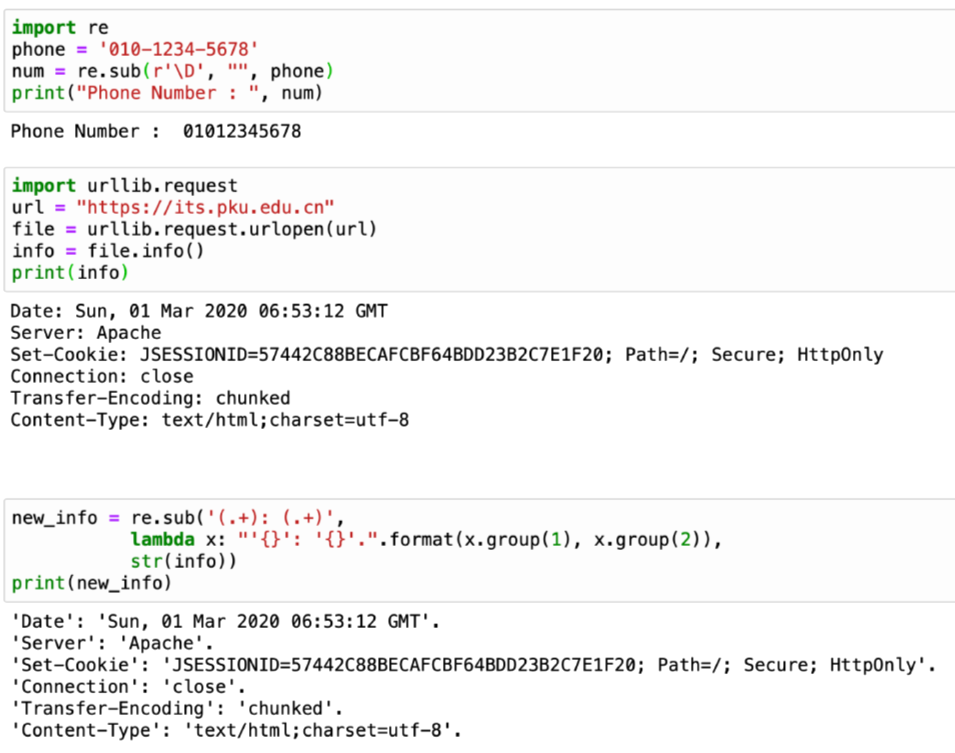 import re
phone = '010-1234-5678'
num = re.sub(r'\D', "", phone)
print("Phone Number : ", num)
Phone Number :  01012345678
import urllib.request
url = "https://its.pku.edu.cn"
file = urllib.request.urlopen(url)
info = file.info()
print(info)
Date: Sun, 01 Mar 2020 06:53:12 GMT
Server: Apache
Set-Cookie: JSESSIONID=57442C88BECAFCBF64BDD23B2C7E1F20; Path=/; Secure; HttpOnly
Connection: close
Transfer-Encoding: chunked
Content-Type: text/html;charset=utf-8
new_info = re.sub('(.+): (.+)',
           lambda x: "'{}': '{}'.".format(x.group(1), x.group(2)),
           str(info))
print(new_info)
'Date': 'Sun, 01 Mar 2020 06:53:12 GMT'.
'Server': 'Apache'.
'Set-Cookie': 'JSESSIONID=57442C88BECAFCBF64BDD23B2C7E1F20; Path=/; Secure; HttpOnly'.
'Connection': 'close'.
'Transfer-Encoding': 'chunked'.
'Content-Type': 'text/html;charset=utf-8'.